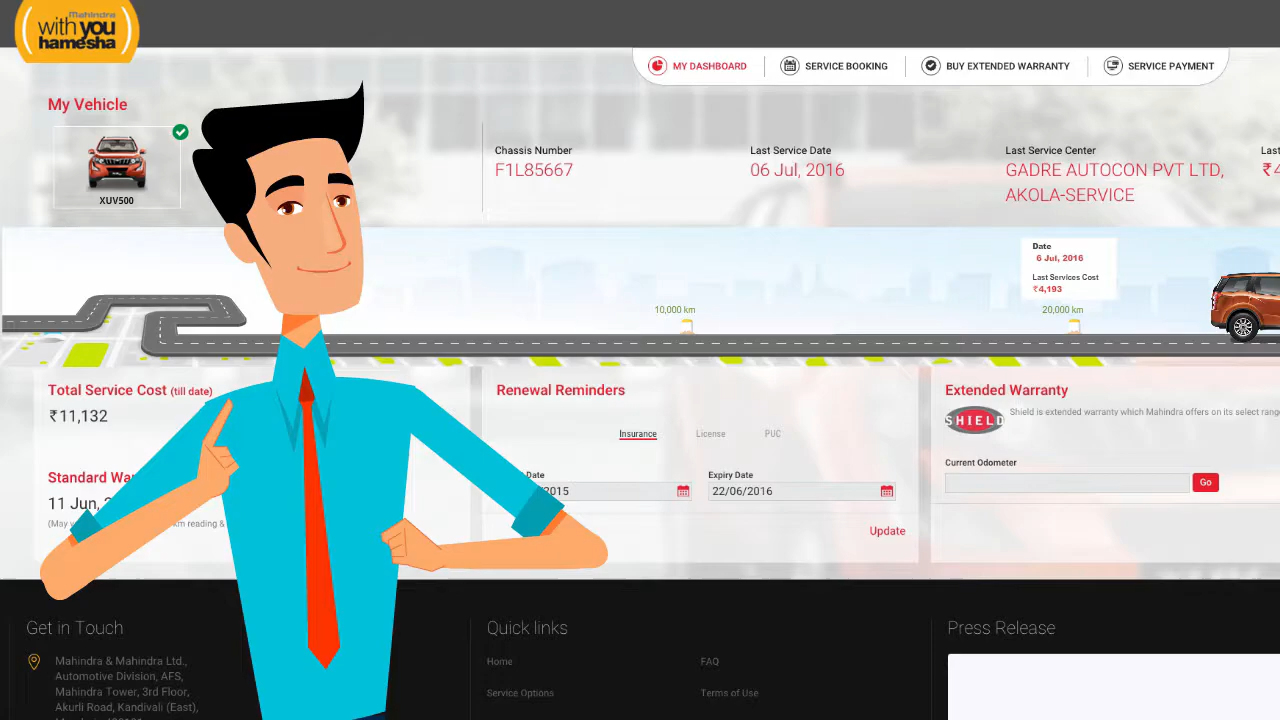 Mahindra
with you
hamesha
MY DASHBOARD
SERVICE BOOKING
BUY EXTENDED WARRANTY
SERVICE PAYMENT
My Vehicle
XUV500
Chassis Number
F1L85667
Last Service Date
06 Jul, 2016
Last Service Center
GADRE AUTOCON PVT LTD,
AKOLA-SERVICE
Las
₹4
Date
6 Jul, 2016
Last Services Cost
₹4,193
10,000 km
20,000 km
Total Service Cost (till date)
₹11,132
Standard Wa
11 Jun, 2
(May v
km reading &
Renewal Reminders
Insurance
License
PUC
Date
/2015
Expiry Date
22/06/2016
Update
Extended Warranty
SHIELD
Shield is extended warranty which Mahindra offers on its select rang
Current Odometer
Go
Get in Touch
Mahindra & Mahindra Ltd.,
Automotive Division, AFS,
Mahindra Tower, 3rd Floor,
Akurli Road, Kandivali (East),
Quick links
Home
FAQ
Service Options
Terms of Use
Press Release